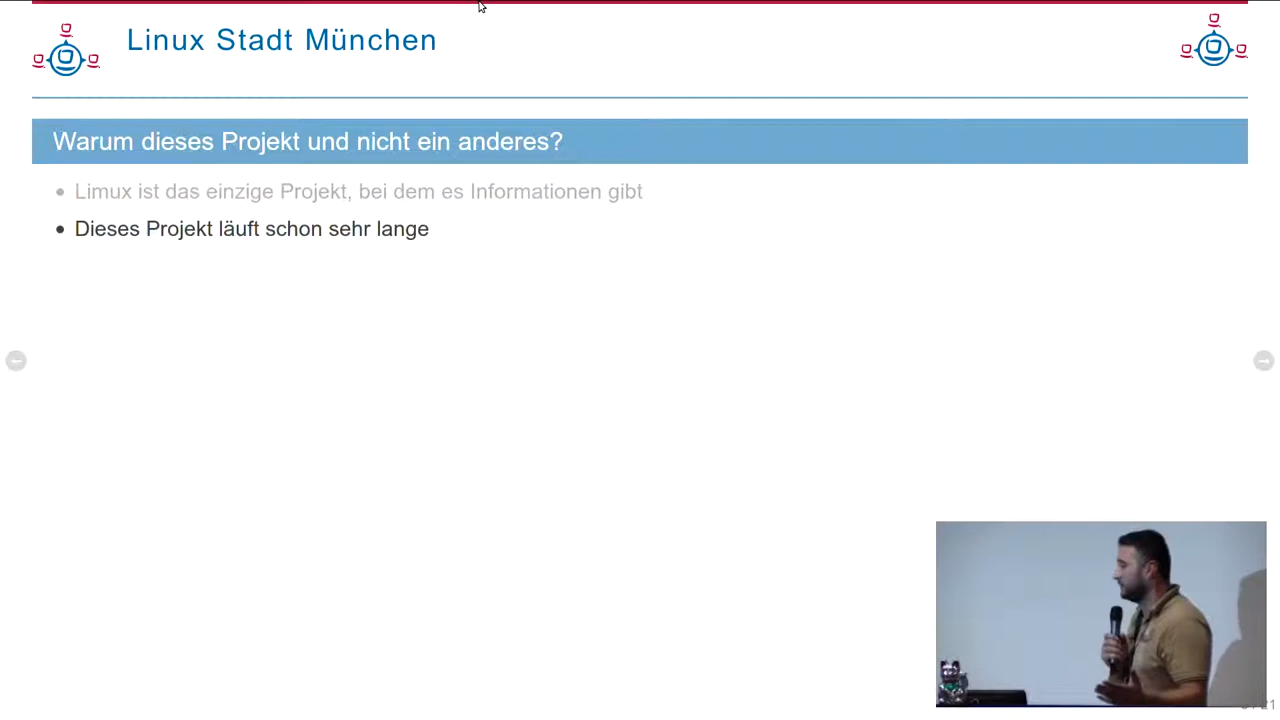 Linux Stadt München
Warum dieses Projekt und nicht ein anderes?
Limux ist das einzige Projekt, bei dem es Informationen gibt
Dieses Projekt läuft schon sehr lange